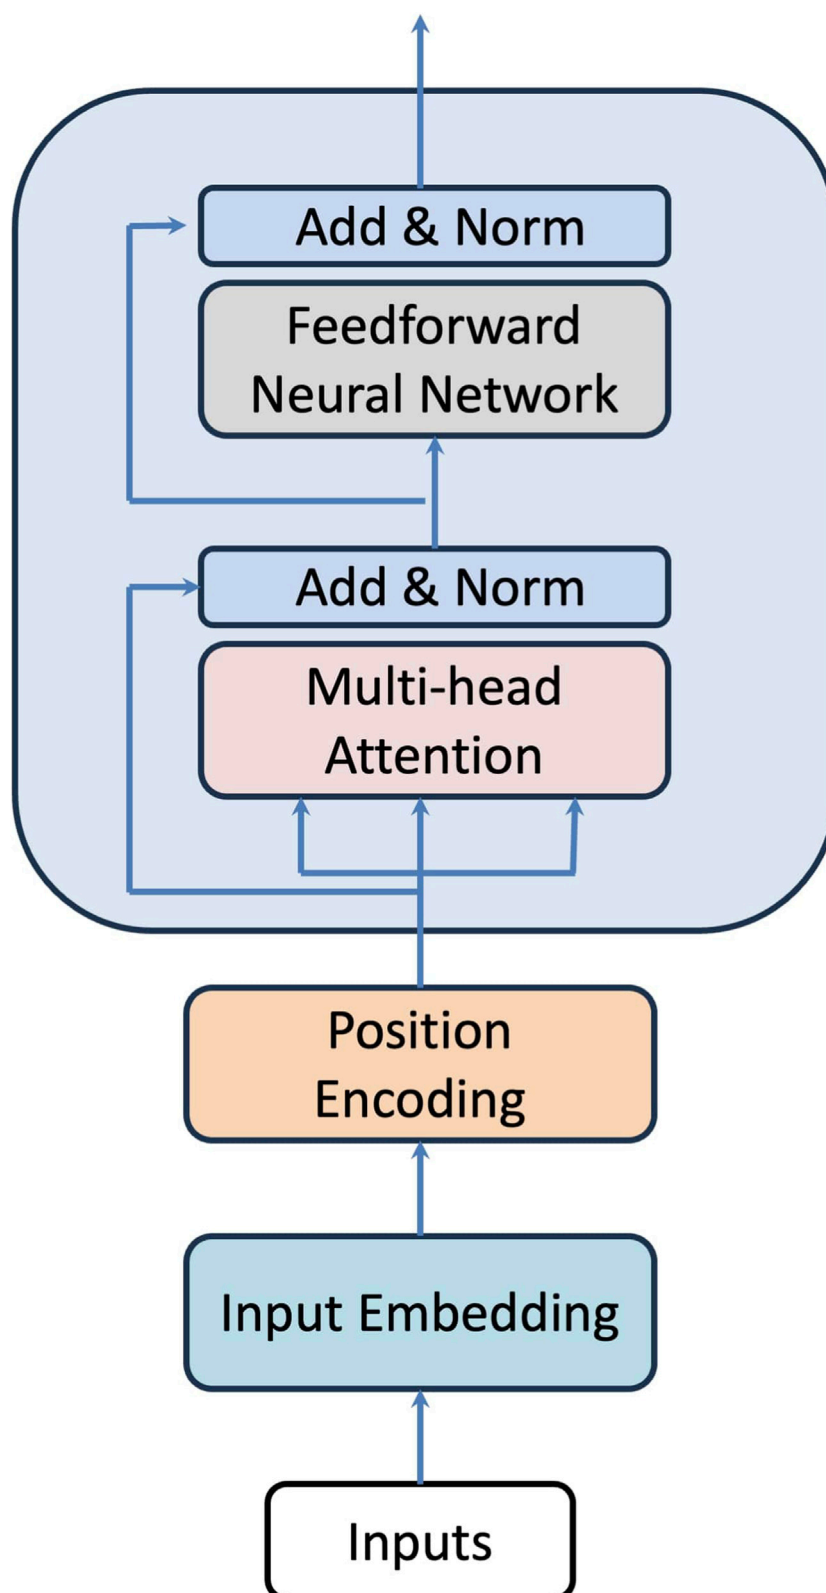 Add & Norm
Feedforward
Neural Network
Add & Norm
Multi-head
Attention
Position
Encoding
Input Embedding
Inputs